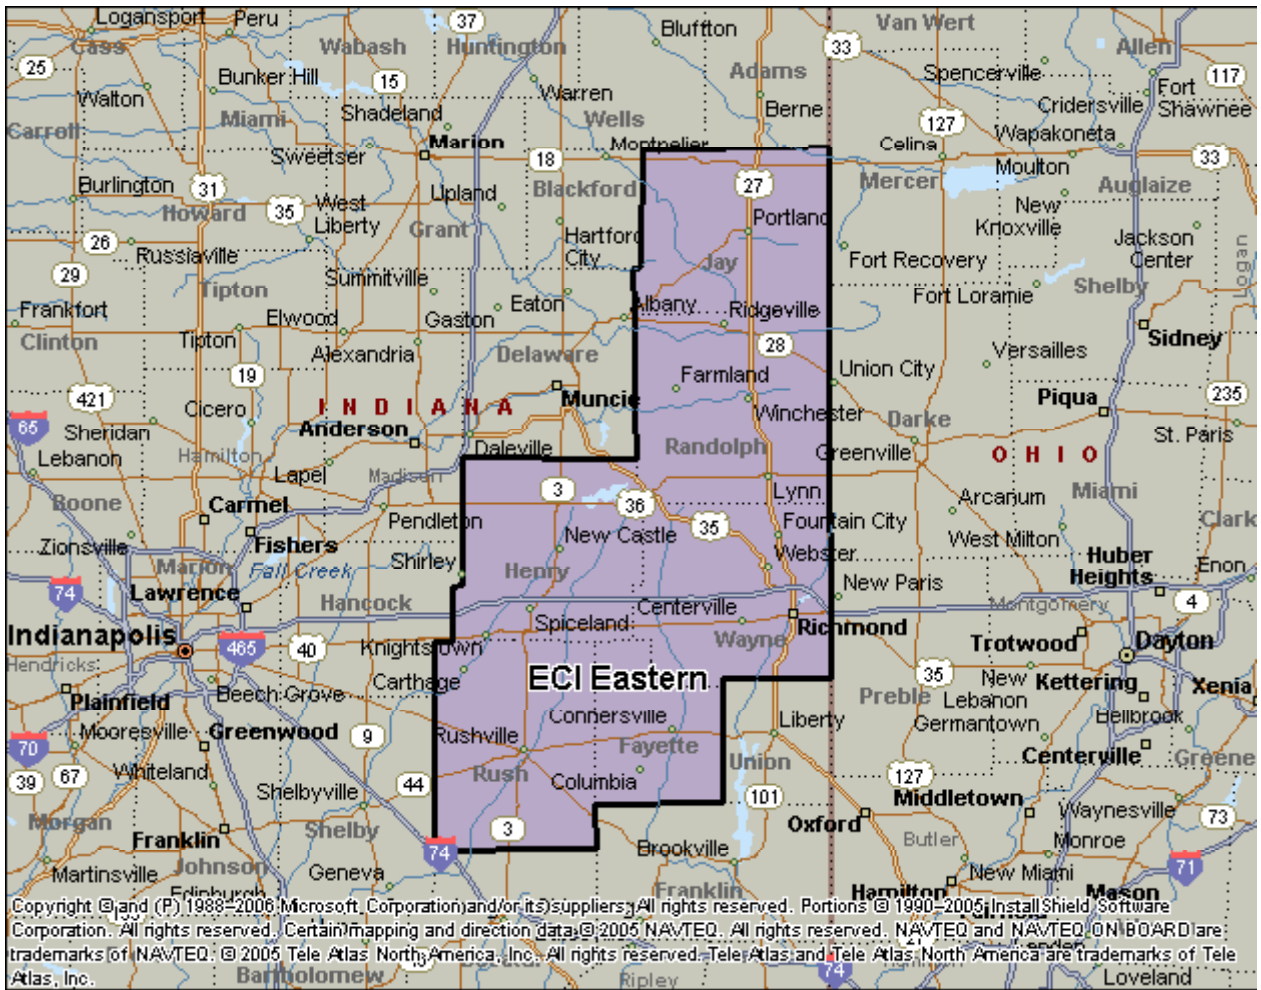 Logansport
Peru
37
Bluffton
Van Wert
Cass
Wabash
Huntington
33
Allen
25
Bunker Hill
15
Adams
Spencerville
117
Fort
Shawnee
Walton
Shadeland
Warren
Berne
Cridersville
Carroll
Miami
Wells
127
Wapakoneta
Sweetser
Marion
18
Montpelier
Celina
33
Moulton
Burlington
31
Upland
Blackford
27
Mercer
Auglaize
Howard
35
West
Liberty
Grant
Portland
New
Knoxville
26
Hartford
City
Jackson
Center
Russiaville
Jay
Fort Recovery
29
Summitville
Logan
Tipton
Eaton
Albany
Fort Loramie
Shelby
Frankfort
Elwood
Gaston
Ridgeville
Clinton
Tipton
Alexandria
Delaware
28
Versailles
Sidney
19
Farmland
Union City
421
Muncie
235
Cicero
INDIANA
Winchester
Darke
Piqua
65
Sheridan
Anderson
St. Paris
Lebanon
Hamilton
Daleville
Randolph
Greenville
OHIO
Lapel
Madison
Boone
Carmel
3
36
Lynn
Arcanum
Miami
Pendleton
35
Fountain City
Clark
Zionsville
Fishers
New Castle
West Milton
Huber
Heights
Marion
Fall Creek
Shirley
Henry
Webster
Enon
74
Lawrence
Hancock
Centerville
New Paris
Montgomery
4
Indianapolis
Spiceland
Wayne
Richmond
Trotwood
Dayton
Hendricks
465
40
Knightstown
35
Plainfield
Beech Grove
Carthage
ECI Eastern
Preble
New
Lebanon
Kettering
Xenia
Mooresville
Greenwood
9
Rushville
Connersville
Liberty
Germantown
Bellbrook
70
Fayette
Centerville
Greene
39
67
Whiteland
44
Rush
Columbia
Union
127
Shelbyville
101
Middletown
Waynesville
Morgan
Franklin
Shelby
3
Oxford
73
Johnson
74
Brookville
Butler
Monroe
Martinsville
Geneva
New Miami
71
Edinburgh
Franklin
Hamilton
Mason
Copyright © and (P) 1988–2006 Microsoft Corporation and/or its suppliers. All rights reserved. Portions © 1990–2005 InstallShield Software
Corporation. All rights reserved. Certain mapping and direction data © 2005 NAVTEQ. All rights reserved. NAVTEQ and NAVTEQ ON BOARD are
trademarks of NAVTEQ. © 2005 Tele Atlas North America, Inc. All rights reserved. Tele Atlas and Tele Atlas North America are trademarks of Tele
Atlas, Inc.
Bartholomew
Ripley
74
Loveland